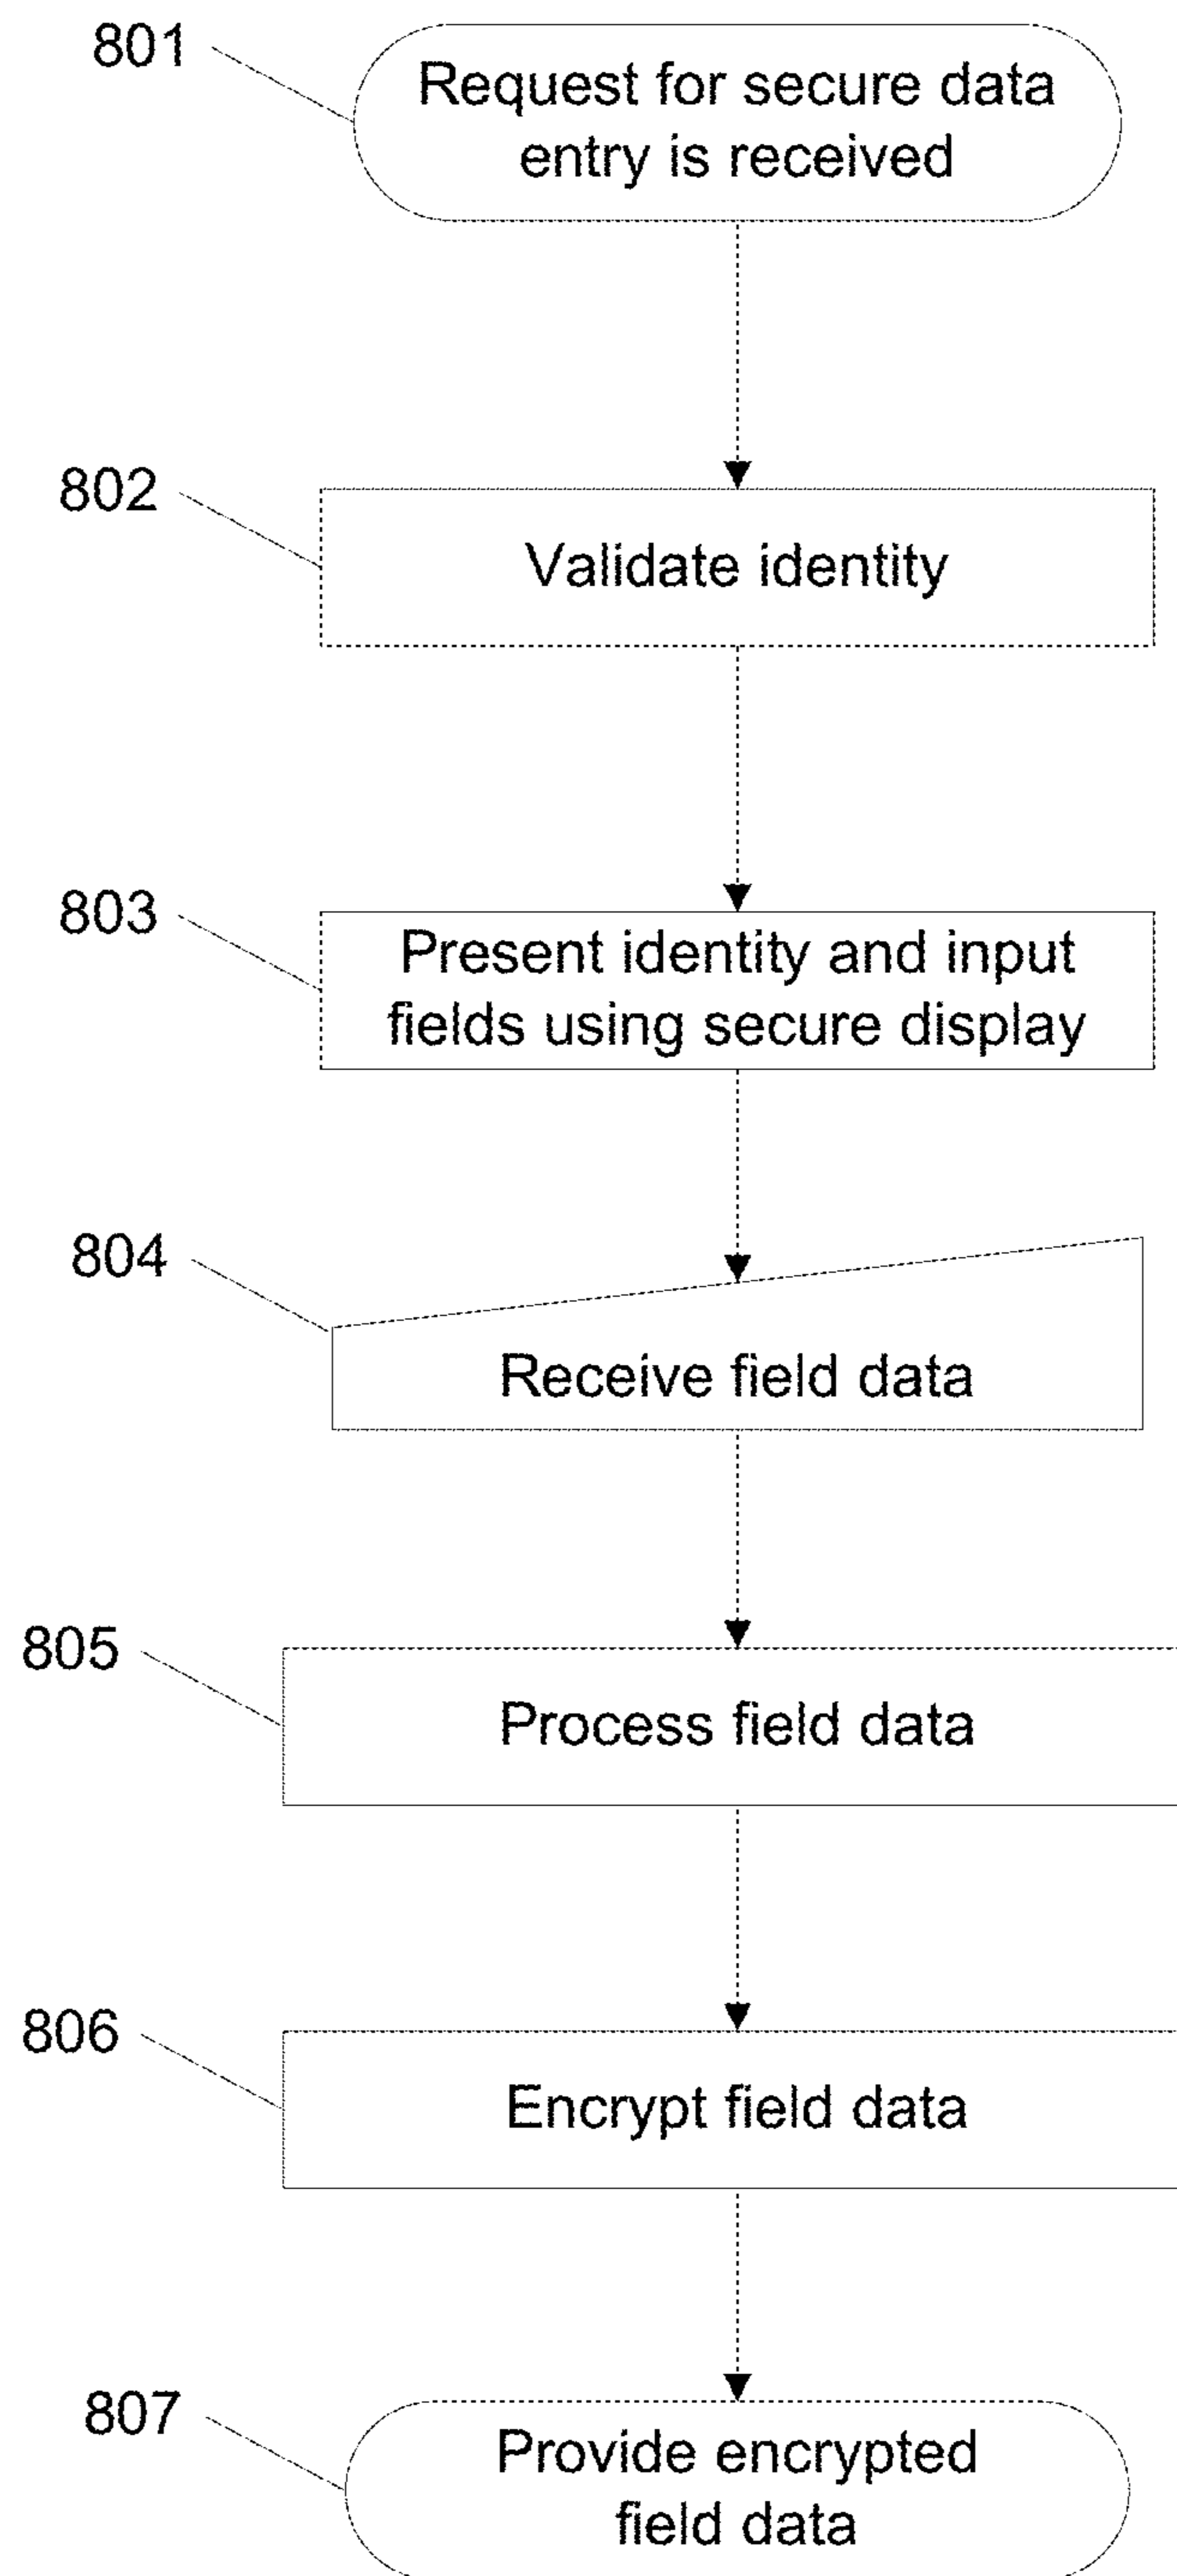 801
Request for secure data
entry is received
802
Validate identity
803
Present identity and input
fields using secure display
804
Receive field data
805
Process field data
806
Encrypt field data
807
Provide encrypted
field data